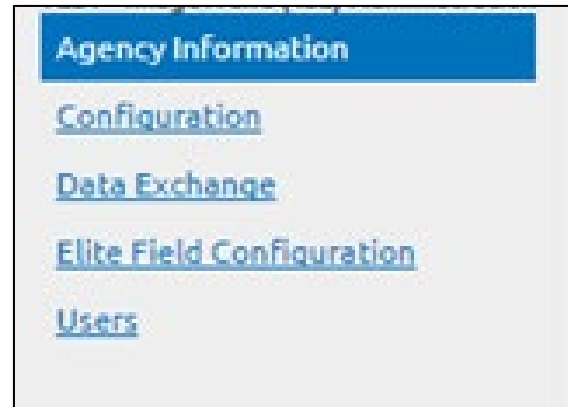 Agency Information
Configuration
Data Exchange
Elite Field Configuration
Users